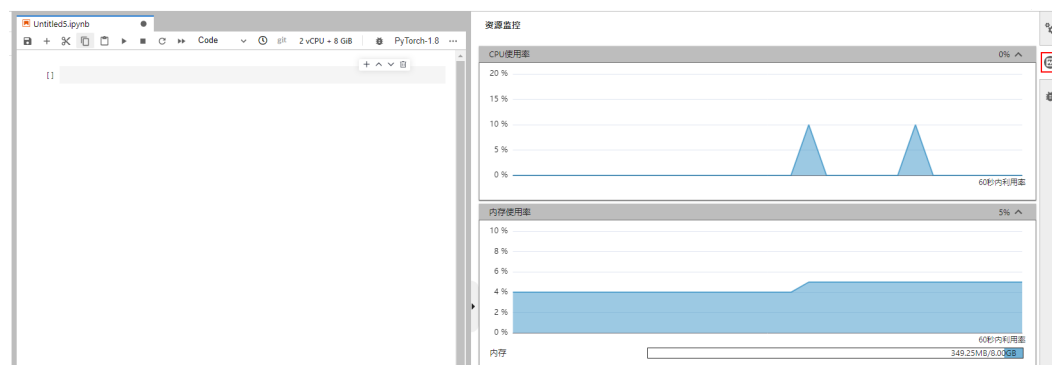 Untitled5.ipynb
Code
git
2 vCPU + 8 GiB
PyTorch-1.8
[ ]
资源监控
CPU使用率
0%
20 %
15 %
10 %
5 %
0 %
60秒内利用率
内存使用率
5%
10 %
8 %
6 %
4 %
2 %
0 %
60秒内利用率
内存
349.25MB/8.00GB